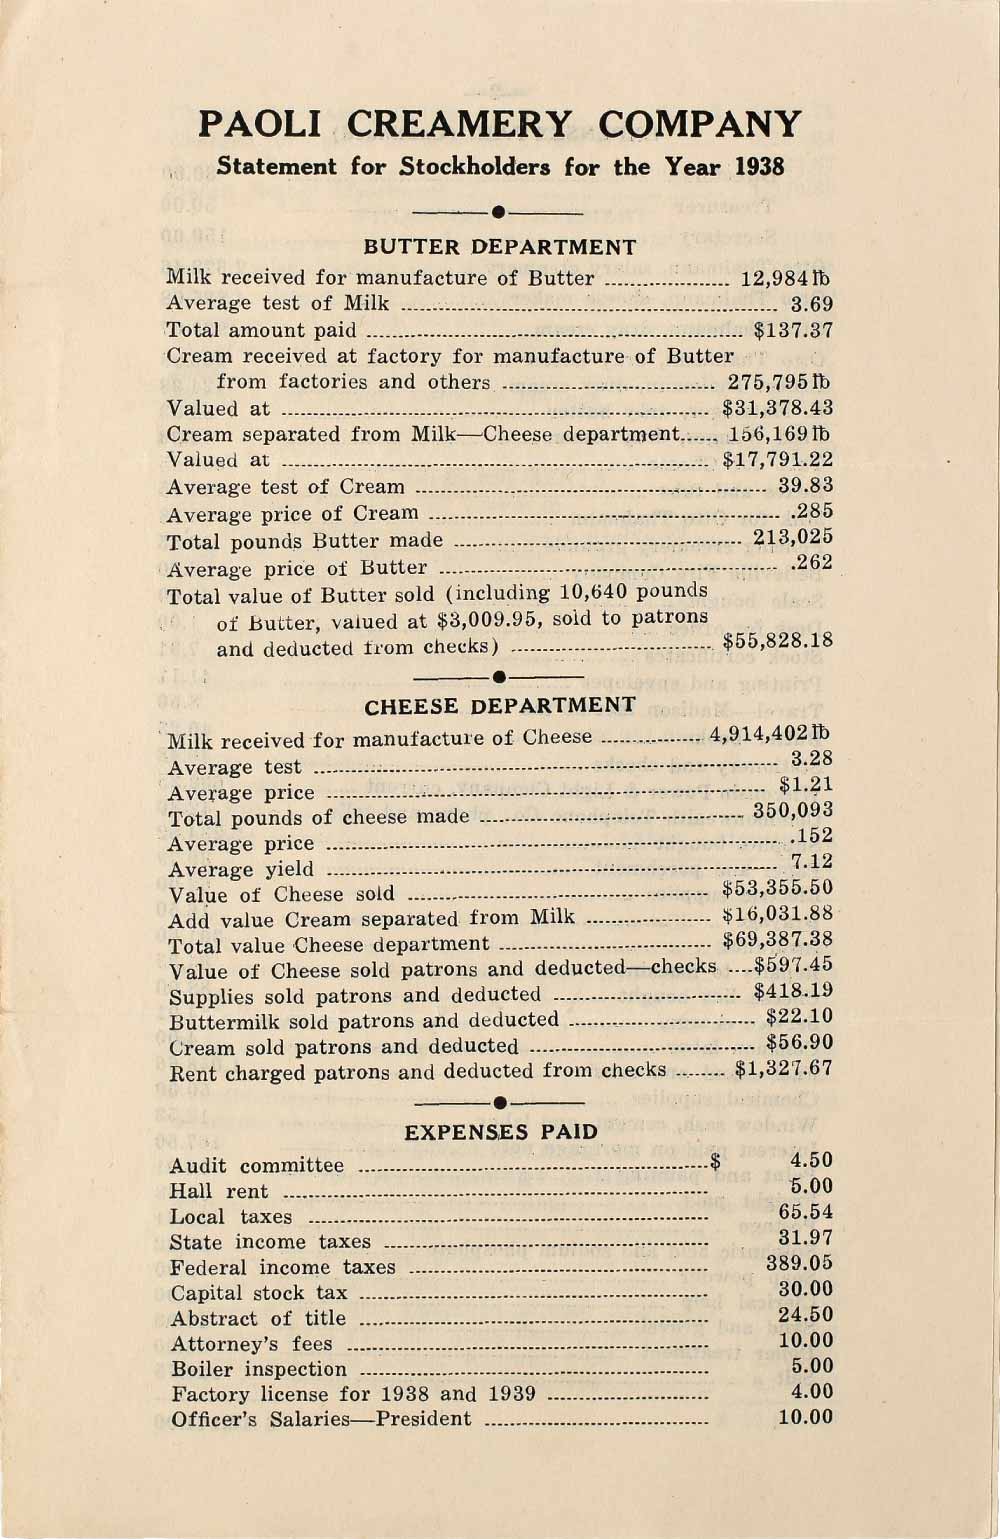 PAOLI CREAMERY COMPANY
Statement for Stockholders for the Year 1938
BUTTER DEPARTMENT
Milk received for manufacture of Butter 12,984 ℔
Average test of Milk 3.69
Total amount paid $137.37
Cream received at factory for manufacture of Butter
from factories and others 275,795 ℔
Valued at $31,378.43
Cream separated from Milk—Cheese department 156,169 ℔
Valued at $17,791.22
Average test of Cream 39.83
Average price of Cream .285
Total pounds Butter made 213,025
Average price of Butter .262
Total value of Butter sold (including 10,640 pounds
of Butter, valued at $3,009.95, sold to patrons
and deducted from checks) $55,828.18
CHEESE DEPARTMENT
Milk received for manufacture of Cheese 4,914,402 ℔
Average test 3.28
Average price $1.21
Total pounds of cheese made 350,093
Average price .152
Average yield 7.12
Value of Cheese sold $53,355.50
Add value Cream separated from Milk $16,031.88
Total value Cheese department $69,387.38
Value of Cheese sold patrons and deducted—checks $597.45
Supplies sold patrons and deducted $418.19
Buttermilk sold patrons and deducted $22.10
Cream sold patrons and deducted $56.90
Rent charged patrons and deducted from checks $1,327.67
EXPENSES PAID
Audit committee $ 4.50
Hall rent 5.00
Local taxes 65.54
State income taxes 31.97
Federal income taxes 389.05
Capital stock tax 30.00
Abstract of title 24.50
Attorney's fees 10.00
Boiler inspection 5.00
Factory license for 1938 and 1939 4.00
Officer's Salaries—President 10.00